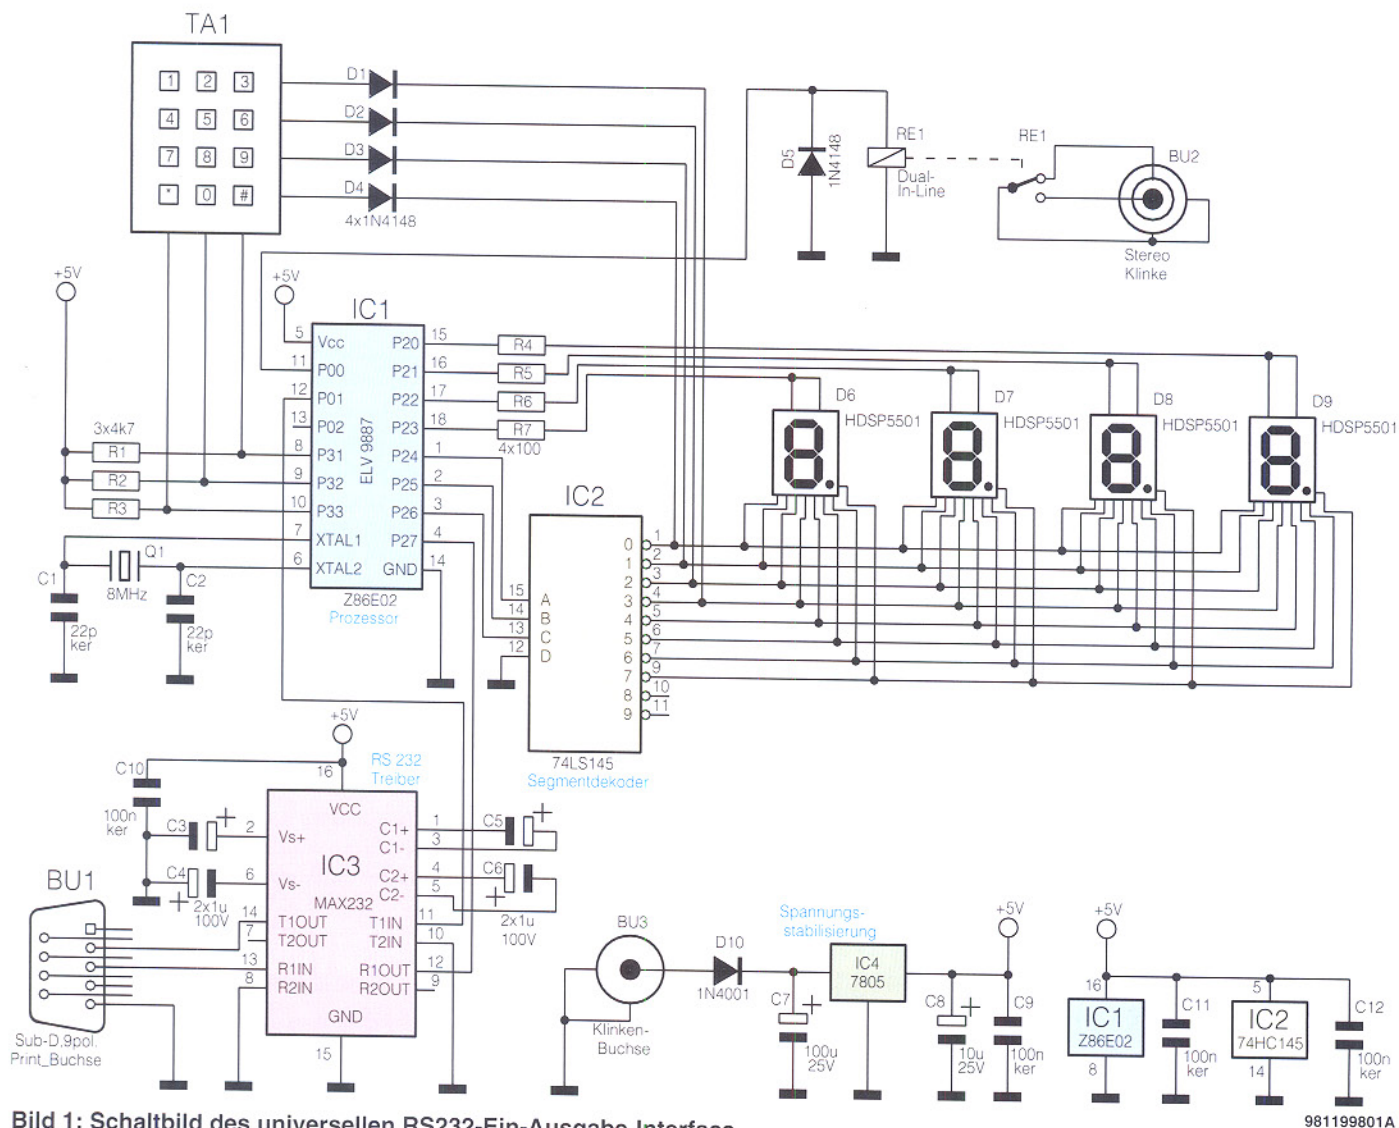 TA1
1 2 3
4 5 6
7 8 9
* 0 #
D1
D2
D3
D4
4x1N4148
D5
1N4148
RE1
Dual-
In-Line
RE1
BU2
Stereo
Klinke
+5V
+5V
IC1
5 Vcc
11 P00
12 P01
13 P02
8 P31
9 P32
10 P33
7 XTAL1
6 XTAL2
P20 15
P21 16
P22 17
P23 18
P24 1
P25 2
P26 3
P27 4
GND 14
ELV 9887
Z86E02
Prozessor
3x4k7
R1
R2
R3
Q1
8MHz
C1
22p
ker
C2
22p
ker
R4
R5
R6
R7
4x100
D6
HDSP5501
D7
HDSP5501
D8
HDSP5501
D9
HDSP5501
8.
8.
8.
8.
IC2
15 A
14 B
13 C
12 D
0 1
1 2
2 3
3 4
4 5
5 6
6 7
7 9
8 10
9 11
74LS145
Segmentdekoder
+5V
RS 232
Treiber
16
VCC
C10
100n
ker
C3
2 Vs+
C4
6 Vs-
2x1u
100V
IC3
MAX232
C1+ 1
C1- 3
C2+ 4
C2- 5
C5
C6
2x1u
100V
14 T1OUT
7 T2OUT
13 R1IN
8 R2IN
T1IN 11
T2IN 10
R1OUT 12
R2OUT 9
GND
15
BU1
Sub-D,9pol.
Print_Buchse
BU3
Klinken-
Buchse
D10
1N4001
Spannungs-
stabilisierung
IC4
7805
C7
100u
25V
C8
10u
25V
C9
100n
ker
+5V
+5V
16
IC1
Z86E02
8
C11
100n
ker
5
IC2
74HC145
14
C12
100n
ker
Bild 1: Schaltbild des universellen RS232-Ein-Ausgabe-Interface
981199801A